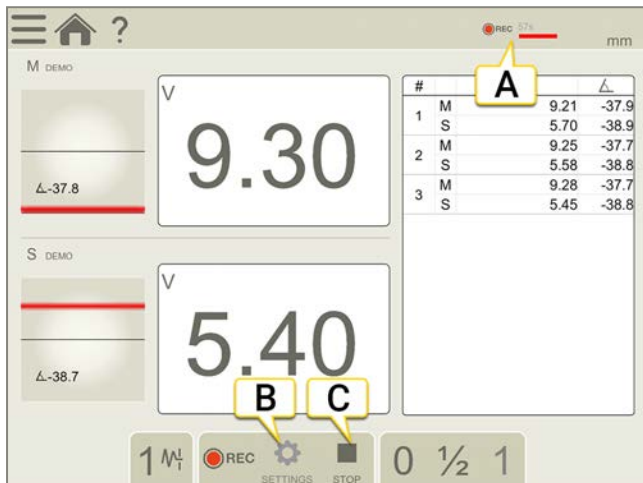 ? REC 57s mm
A
M DEMO
V
9.30
∡-37.8
# ∡
1 M 9.21 -37.9
S 5.70 -38.9
2 M 9.25 -37.7
S 5.58 -38.8
3 M 9.28 -37.7
S 5.45 -38.8
S DEMO
V
5.40
∡-38.7
B C
1 REC SETTINGS STOP 0 ½ 1